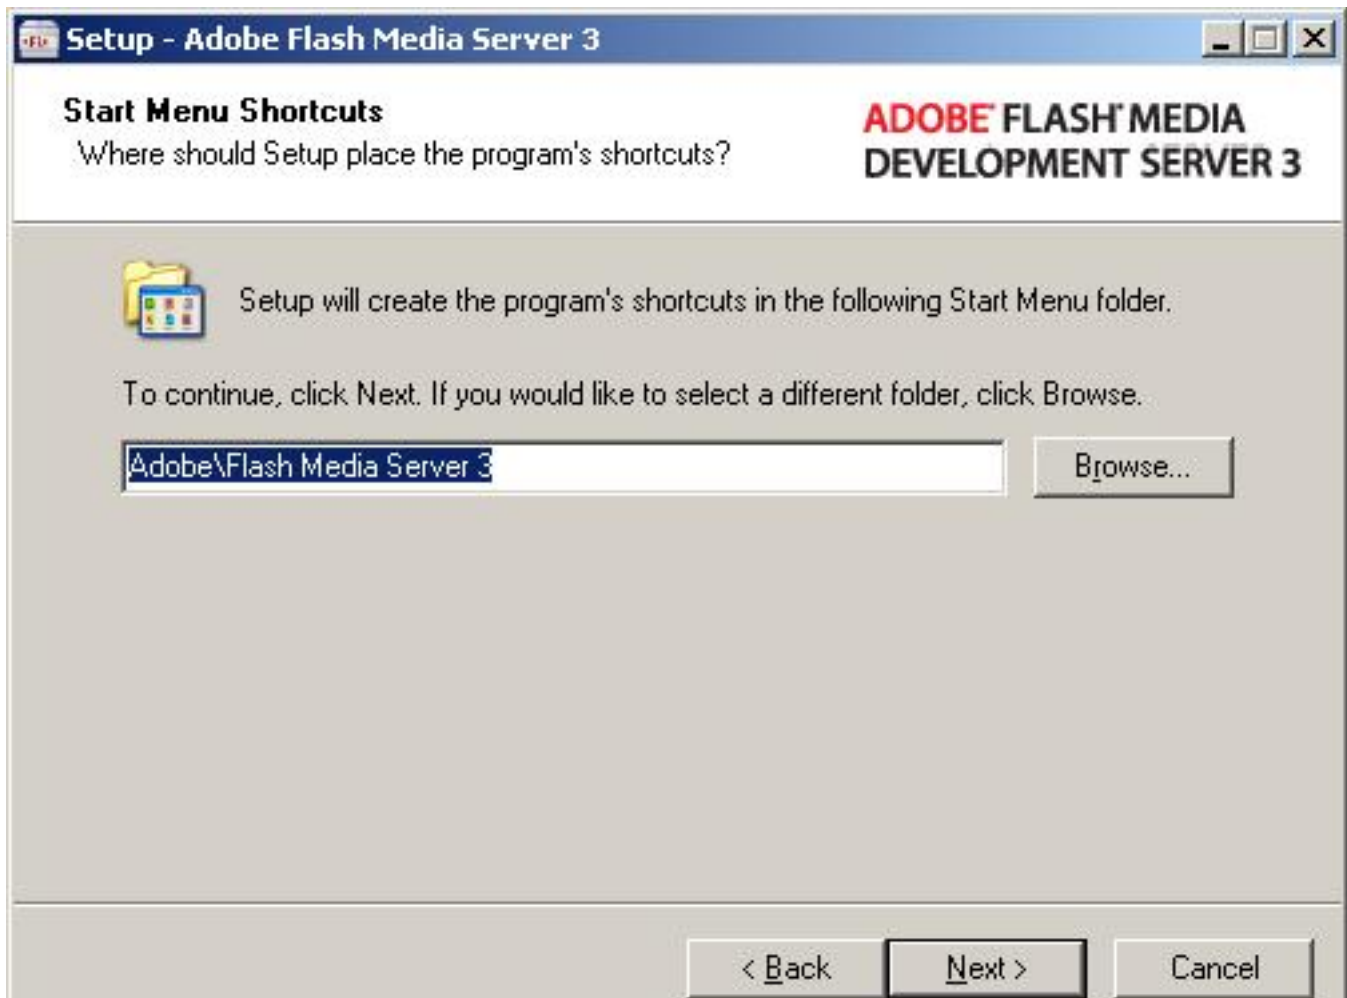 Setup - Adobe Flash Media Server 3
Start Menu Shortcuts
Where should Setup place the program's shortcuts?
ADOBE® FLASH® MEDIA
DEVELOPMENT SERVER 3
Setup will create the program's shortcuts in the following Start Menu folder.
To continue, click Next. If you would like to select a different folder, click Browse.
Adobe\Flash Media Server 3
Browse...
< Back
Next >
Cancel